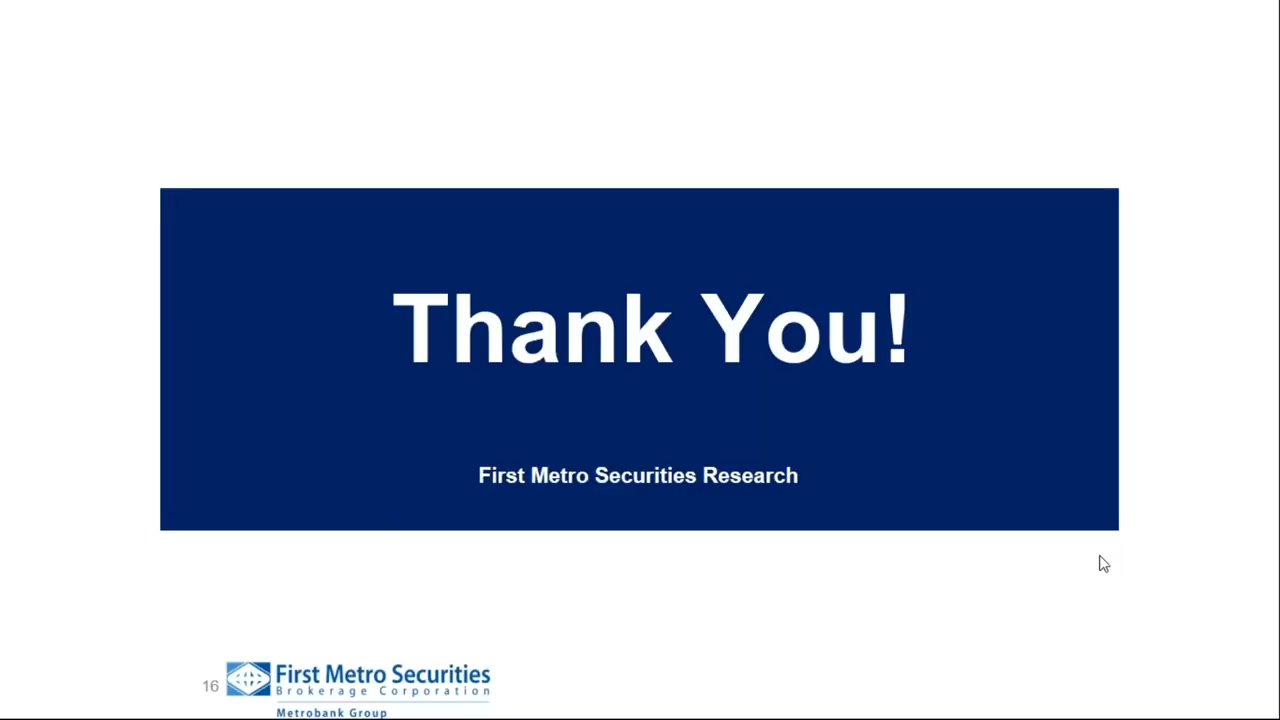 Thank You!
First Metro Securities Research
16
First Metro Securities
Brokerage Corporation
Metrobank Group